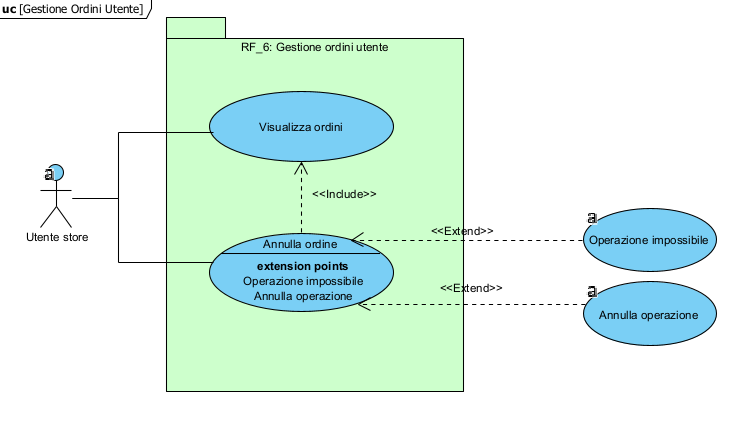 uc [Gestione Ordini Utente]
RF_6: Gestione ordini utente
Visualizza ordini
a
<<Include>>
Utente store
Annulla ordine
extension points
Operazione impossibile
Annulla operazione
<<Extend>>
a
Operazione impossibile
<<Extend>>
a
Annulla operazione